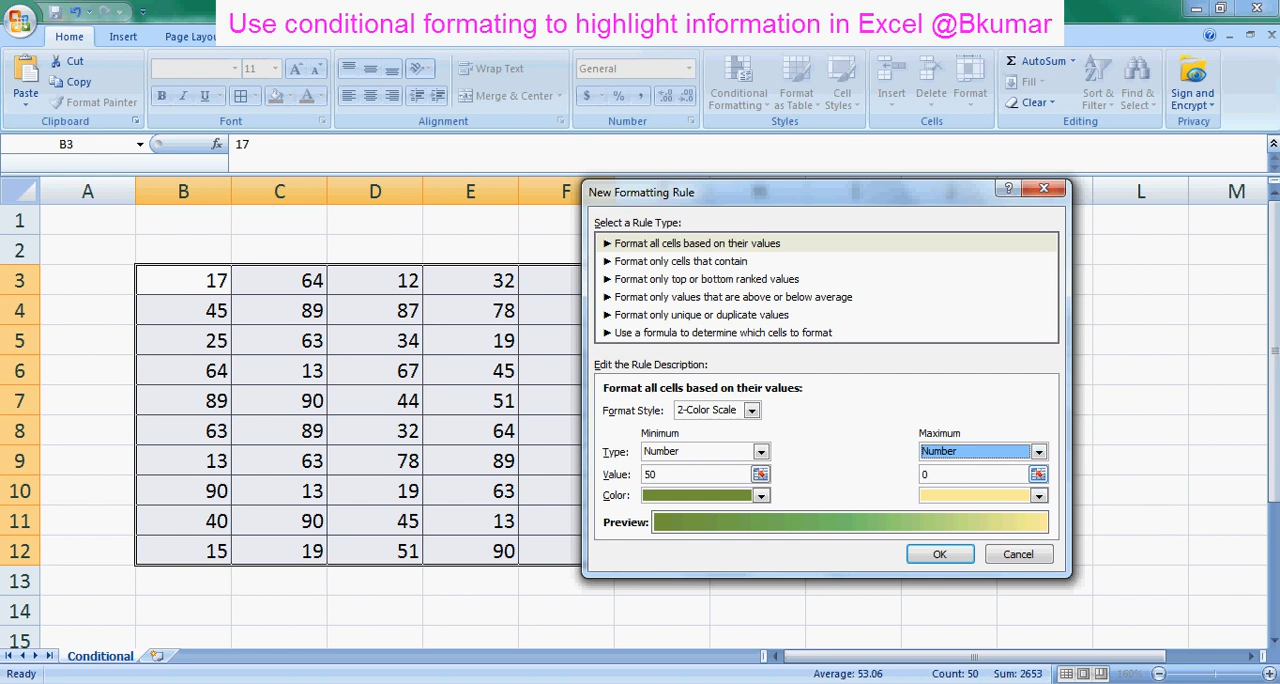 Use conditional formating to highlight information in Excel @Bkumar
Home Insert Page Layou
Cut
Copy
Format Painter
Paste
Clipboard
11
A A
B I U
A
Font
Wrap Text
Merge & Center
Alignment
General
$ % ,
Number
Conditional Formatting
Format as Table
Cell Styles
Styles
Insert Delete Format
Cells
Σ AutoSum
Fill
Clear
Sort & Filter
Find & Select
Editing
Sign and Encrypt
Privacy
B3 fx 17
A B C D E F L M
1
2
3 17 64 12 32
4 45 89 87 78
5 25 63 34 19
6 64 13 67 45
7 89 90 44 51
8 63 89 32 64
9 13 63 78 89
10 90 13 19 63
11 40 90 45 13
12 15 19 51 90
13
14
15
New Formatting Rule
Select a Rule Type:
► Format all cells based on their values
► Format only cells that contain
► Format only top or bottom ranked values
► Format only values that are above or below average
► Format only unique or duplicate values
► Use a formula to determine which cells to format
Edit the Rule Description:
Format all cells based on their values:
Format Style: 2-Color Scale
Minimum Maximum
Type: Number Number
Value: 50 0
Color:
Preview:
OK Cancel
Conditional
Ready Average: 53.06 Count: 50 Sum: 2653 160%